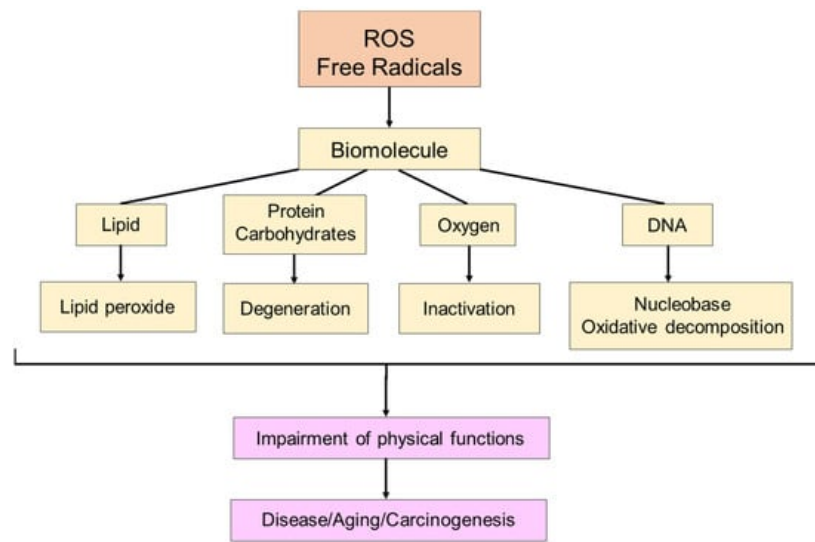 ROS
Free Radicals
Biomolecule
Lipid
Protein
Carbohydrates
Oxygen
DNA
Lipid peroxide
Degeneration
Inactivation
Nucleobase
Oxidative decomposition
Impairment of physical functions
Disease/Aging/Carcinogenesis